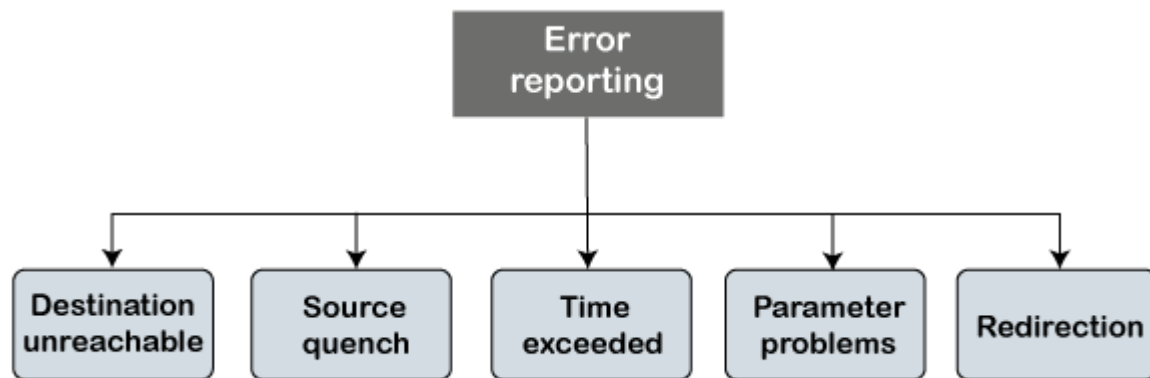 Error
reporting
Destination
unreachable
Source
quench
Time
exceeded
Parameter
problems
Redirection